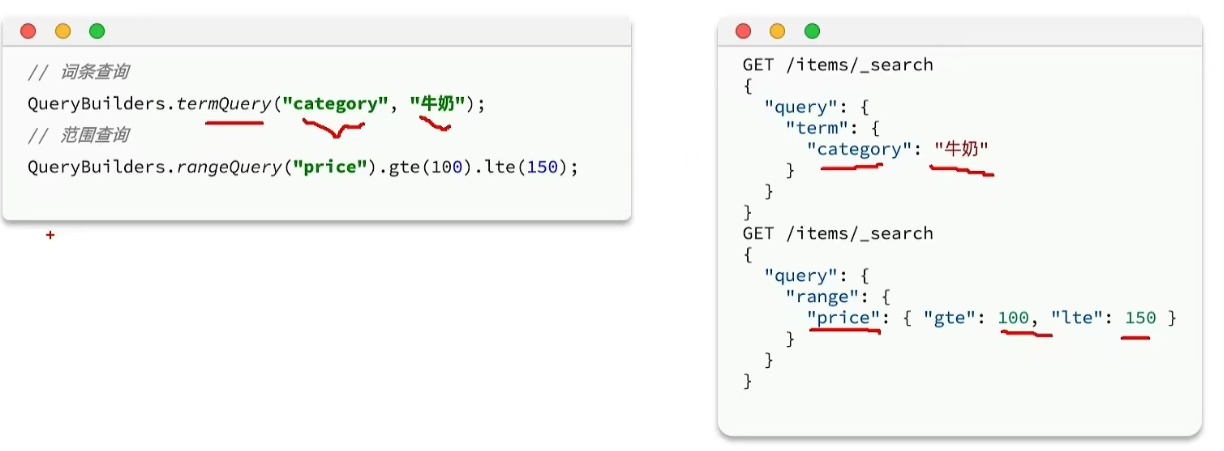 // 词条查询
QueryBuilders.termQuery("category", "牛奶");
// 范围查询
QueryBuilders.rangeQuery("price").gte(100).lte(150);
GET /items/_search
{
  "query": {
    "term": {
      "category": "牛奶"
    }
  }
}
GET /items/_search
{
  "query": {
    "range": {
      "price": { "gte": 100, "lte": 150 }
    }
  }
}